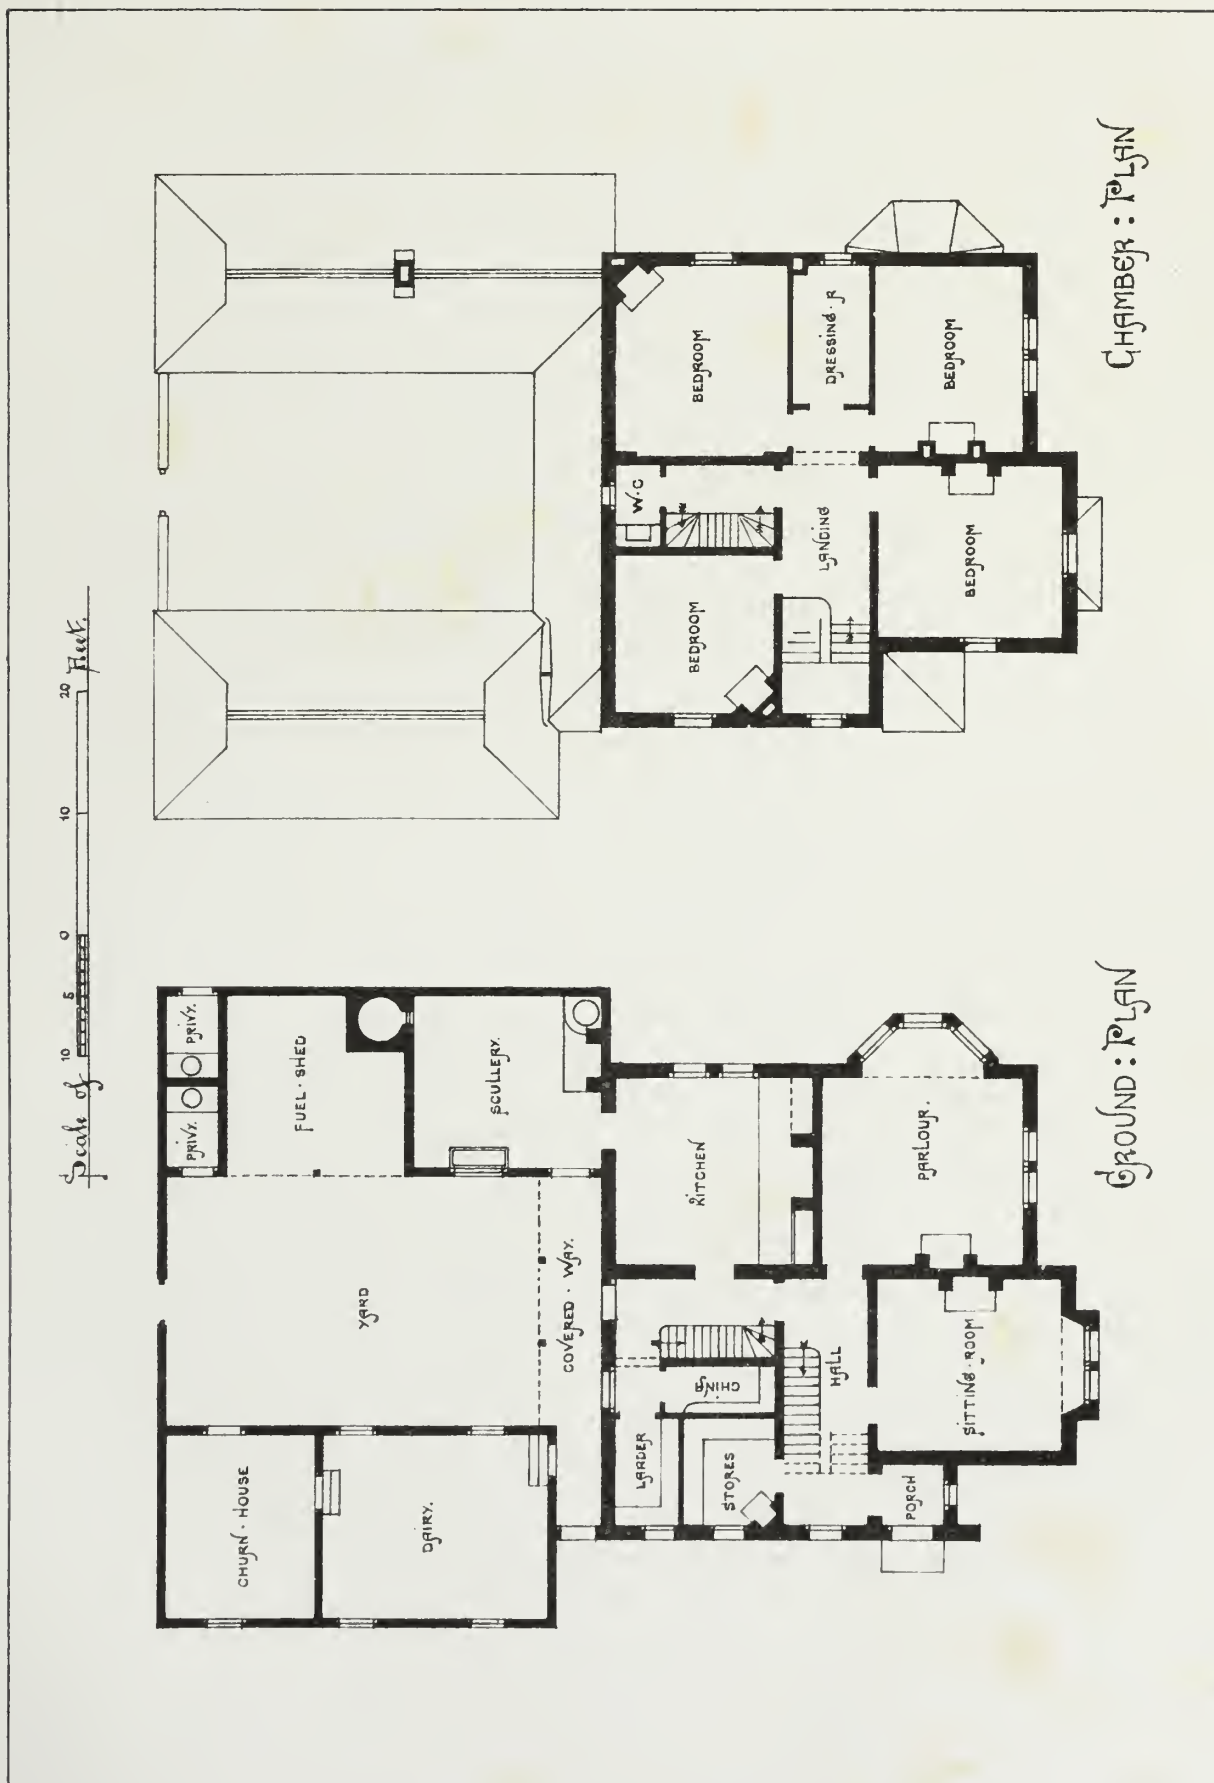 Scale of
10
5
0
10
20
Feet.
PRIVY.
PRIVY.
FUEL · SHED
SCULLERY.
YARD
COVERED · WAY.
CHURN · HOUSE
DAIRY.
KITCHEN
PARLOUR.
LARDER
CHINA
STORES
HALL
SITTING · ROOM
PORCH
GROUND : PLAN
BEDROOM
W · C
BEDROOM
DRESSING · R
LANDING
BEDROOM
BEDROOM
CHAMBER : PLAN